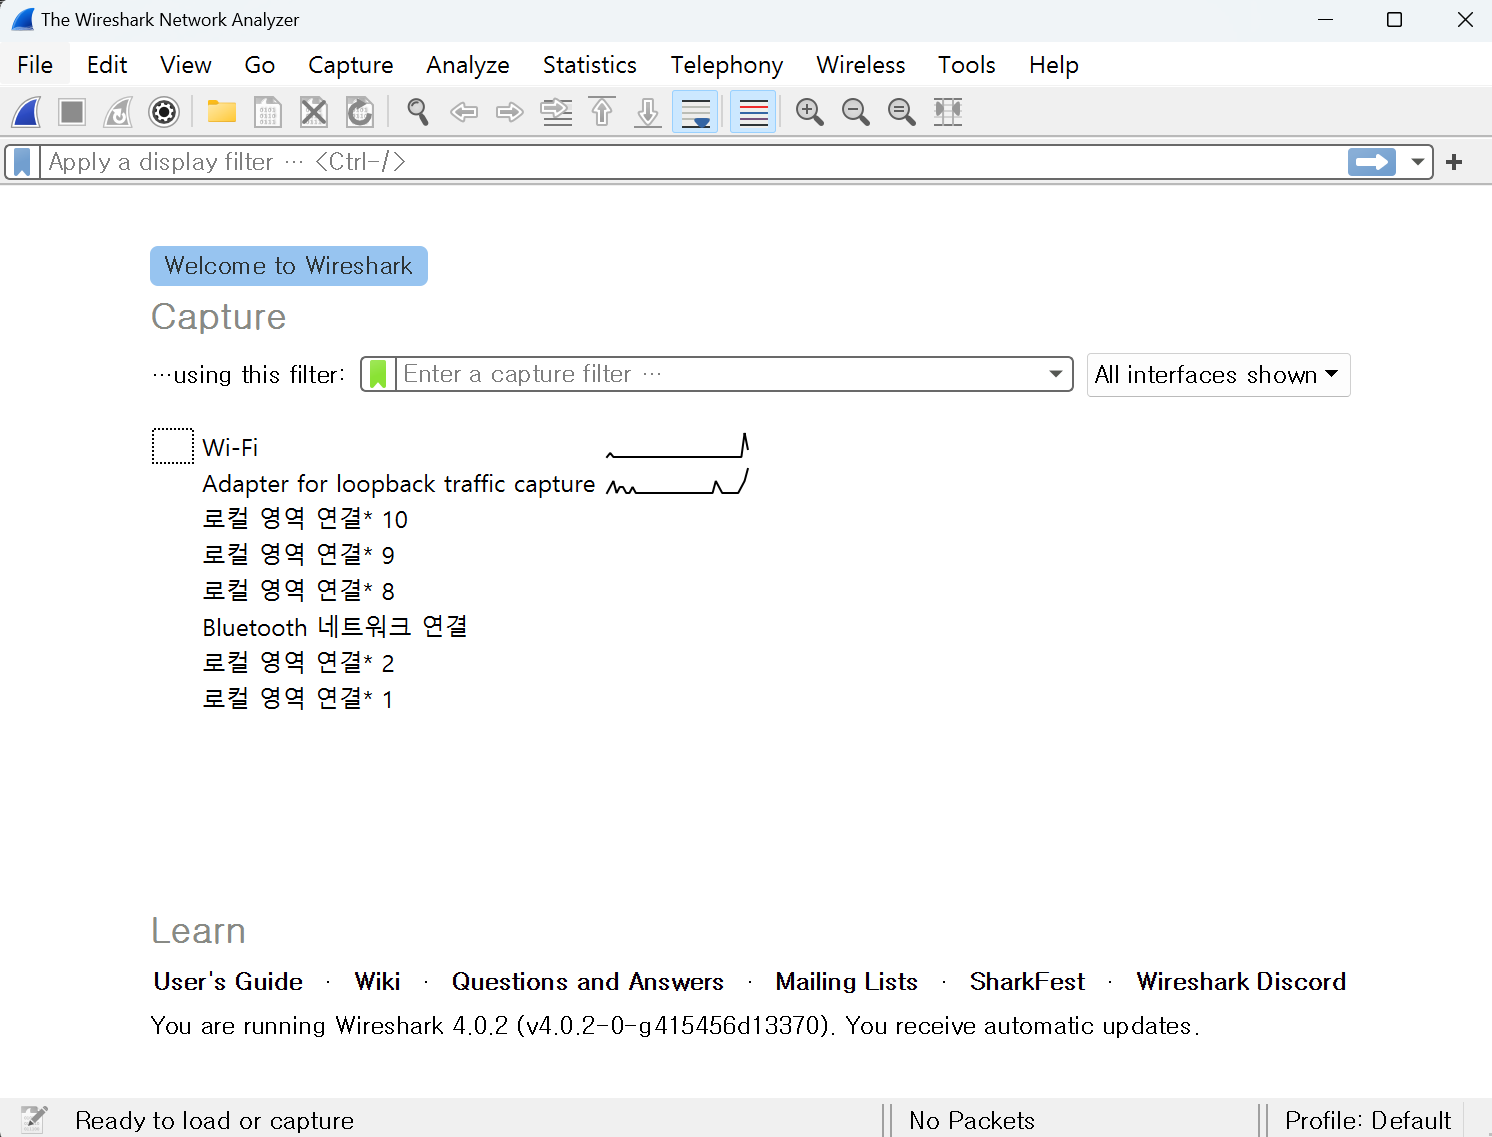 The Wireshark Network Analyzer
File Edit View Go Capture Analyze Statistics Telephony Wireless Tools Help
Apply a display filter ··· <Ctrl-/>
Welcome to Wireshark
Capture
···using this filter: Enter a capture filter ··· All interfaces shown
Wi-Fi
Adapter for loopback traffic capture
로컬 영역 연결* 10
로컬 영역 연결* 9
로컬 영역 연결* 8
Bluetooth 네트워크 연결
로컬 영역 연결* 2
로컬 영역 연결* 1
Learn
User's Guide · Wiki · Questions and Answers · Mailing Lists · SharkFest · Wireshark Discord
You are running Wireshark 4.0.2 (v4.0.2-0-g415456d13370). You receive automatic updates.
Ready to load or capture No Packets Profile: Default